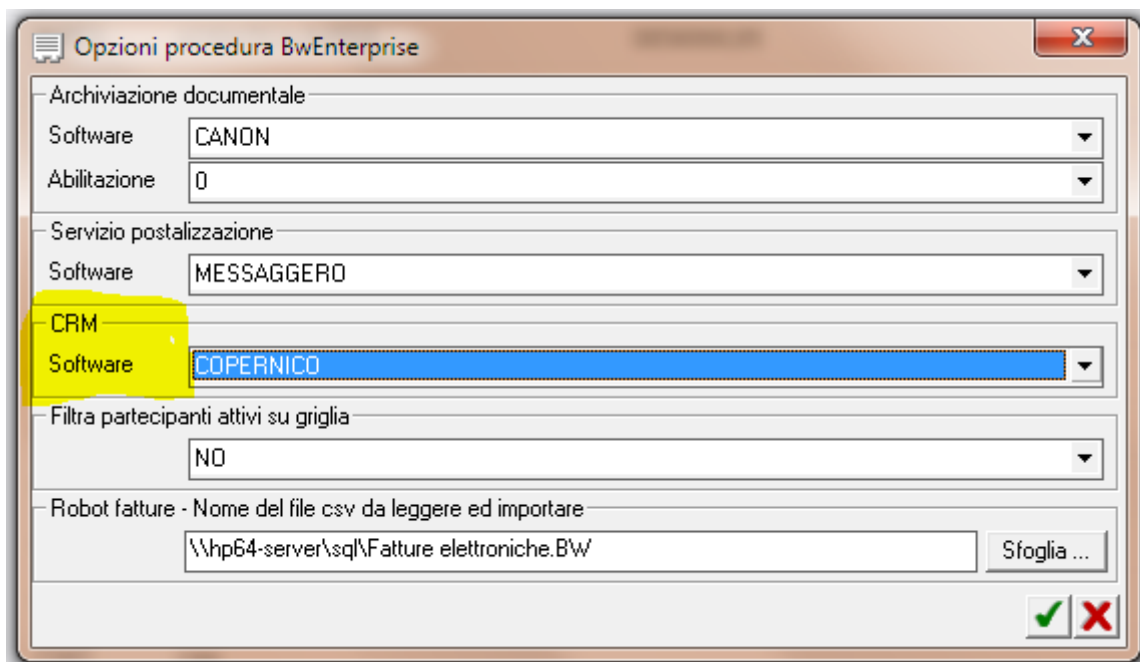 Opzioni procedura BwEnterprise
Archiviazione documentale
Software CANON
Abilitazione 0
Servizio postalizzazione
Software MESSAGGERO
CRM
Software COPERNICO
Filtra partecipanti attivi su griglia
NO
Robot fatture - Nome del file csv da leggere ed importare
\\hp64-server\sql\Fatture elettroniche.BW Sfoglia ...